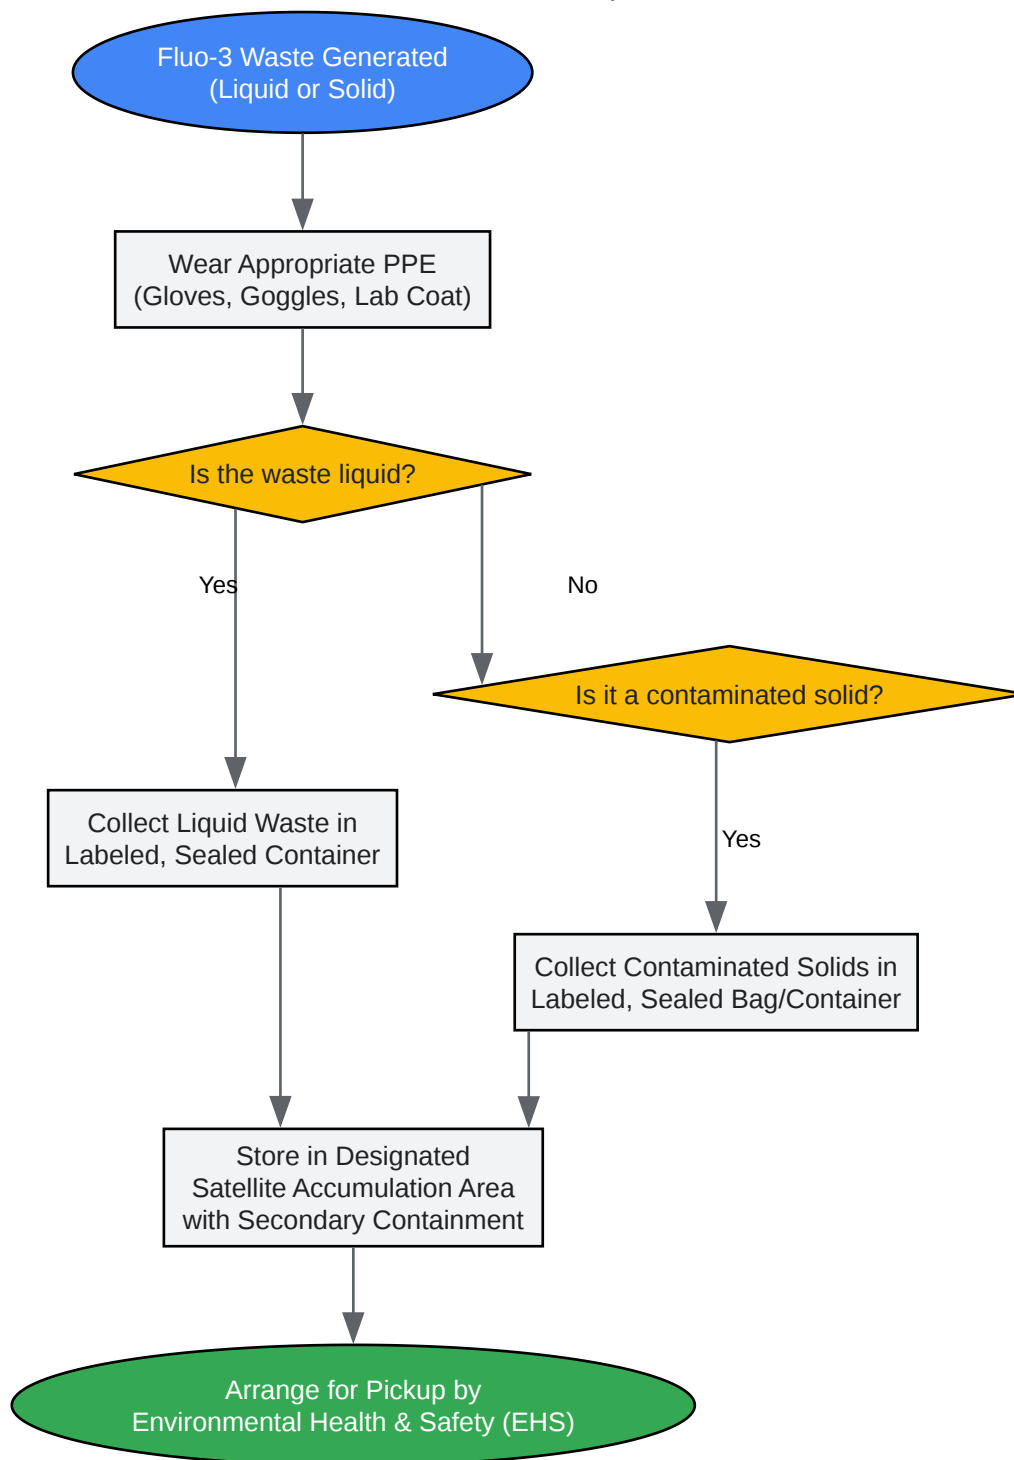 Fluo-3 Waste Generated
(Liquid or Solid)
Wear Appropriate PPE
(Gloves, Goggles, Lab Coat)
Is the waste liquid?
Yes
No
Is it a contaminated solid?
Collect Liquid Waste in
Labeled, Sealed Container
Yes
Collect Contaminated Solids in
Labeled, Sealed Bag/Container
Store in Designated
Satellite Accumulation Area
with Secondary Containment
Arrange for Pickup by
Environmental Health & Safety (EHS)